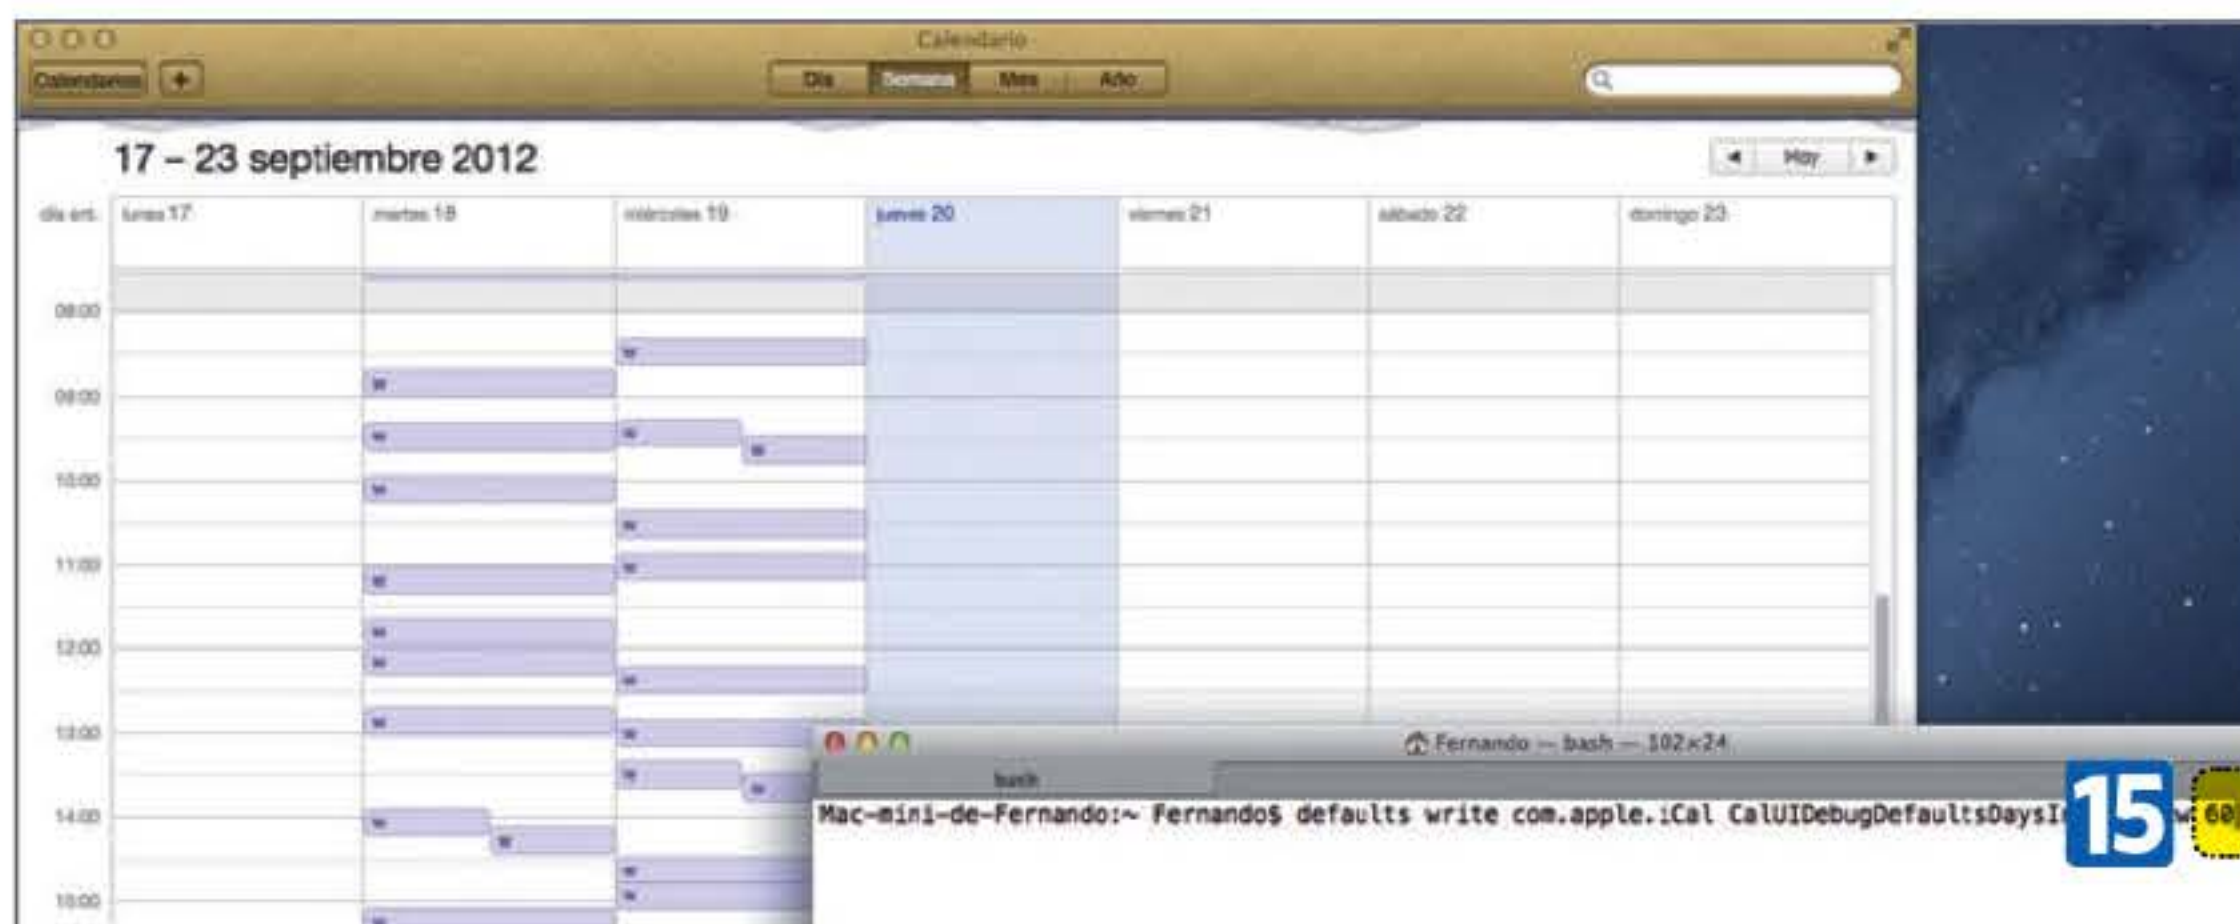 Calendario
Calendarios +
Día Semana Mes Año
17 – 23 septiembre 2012
Hoy
día ent. lunes 17 martes 18 miércoles 19 jueves 20 viernes 21 sábado 22 domingo 23
08:00
09:00
10:00
11:00
12:00
13:00
14:00
15:00
Fernando — bash — 102×24
bash
Mac-mini-de-Fernando:~ Fernando$ defaults write com.apple.iCal CalUIDebugDefaultsDaysI w 60
15